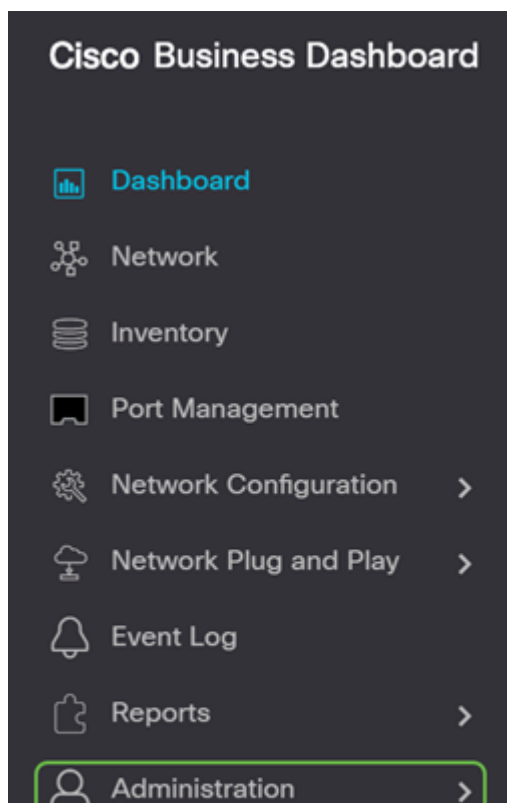 Cisco Business Dashboard
Dashboard
Network
Inventory
Port Management
Network Configuration
Network Plug and Play
Event Log
Reports
Administration